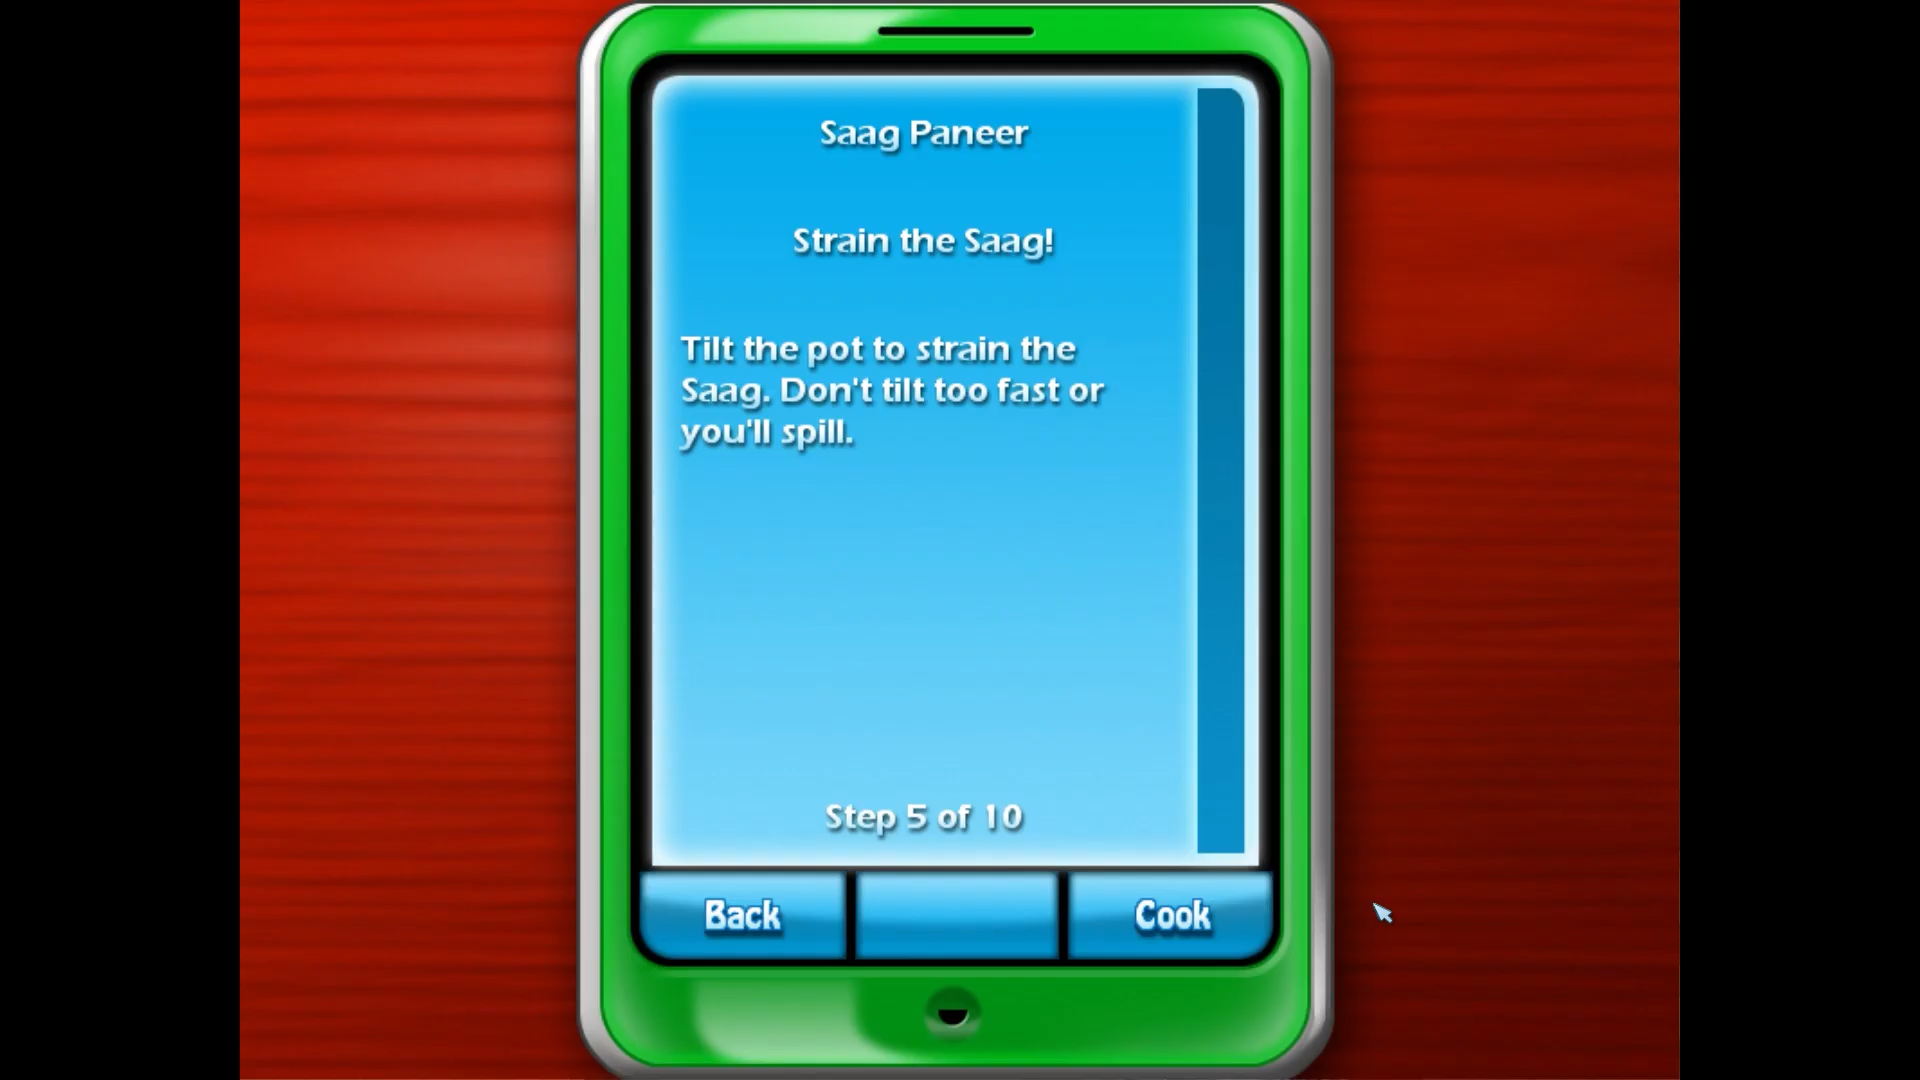 Saag Paneer
Strain the Saag!
Tilt the pot to strain the
Saag. Don't tilt too fast or
you'll spill.
Step 5 of 10
Back
Cook